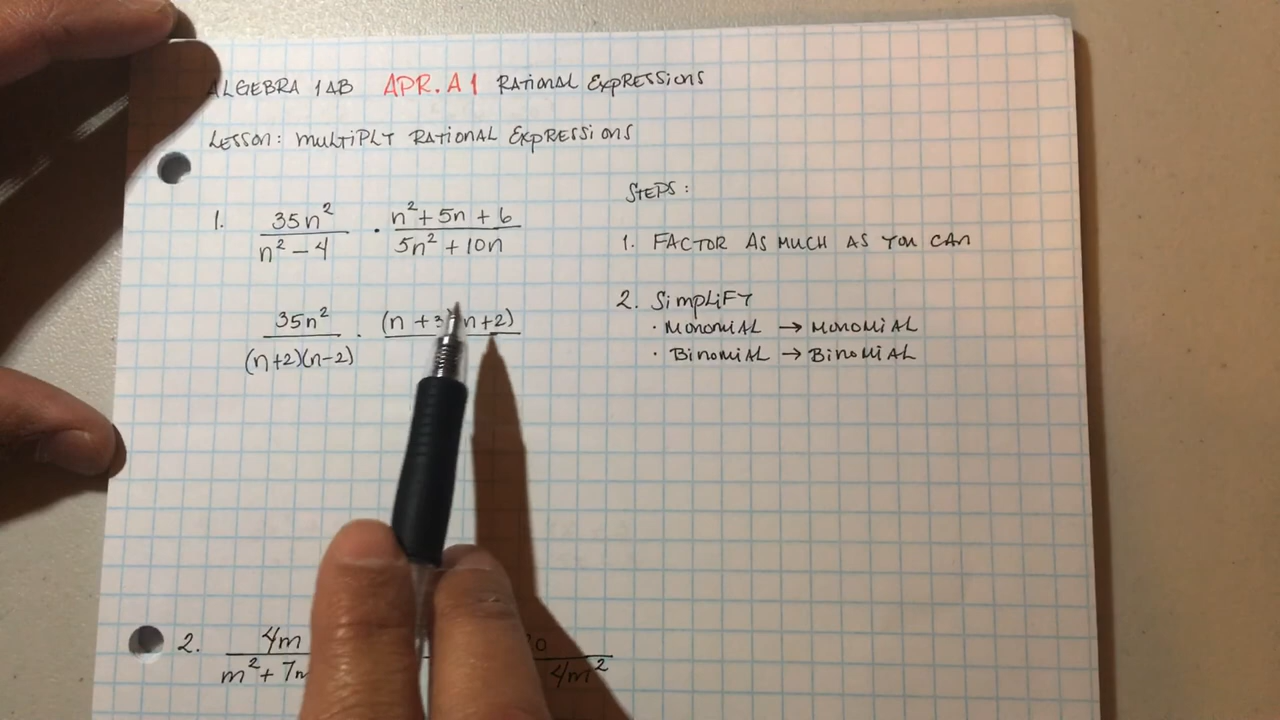 ALGEBRA 1AB APR.A1 RATIONAL EXPRESSIONS
LESSON: MULTIPLY RATIONAL EXPRESSIONS
STEPS:
1. 35n² / n² − 4 · n² + 5n + 6 / 5n² + 10n
1. FACTOR AS MUCH AS YOU CAN
2. SIMPLIFY
· MONOMIAL → MONOMIAL
· BINOMIAL → BINOMIAL
35n² / (n+2)(n−2) · (n + 3 n+2)
2. 4m / m² + 7 4m²